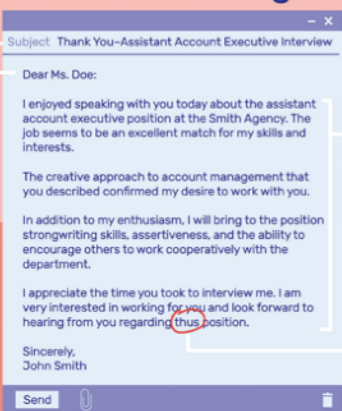 Subject Thank You–Assistant Account Executive Interview
Dear Ms. Doe:
I enjoyed speaking with you today about the assistant
account executive position at the Smith Agency. The
job seems to be an excellent match for my skills and
interests.
The creative approach to account management that
you described confirmed my desire to work with you.
In addition to my enthusiasm, I will bring to the position
strongwriting skills, assertiveness, and the ability to
encourage others to work cooperatively with the
department.
I appreciate the time you took to interview me. I am
very interested in working for you and look forward to
hearing from you regarding thus position.
Sincerely,
John Smith
Send